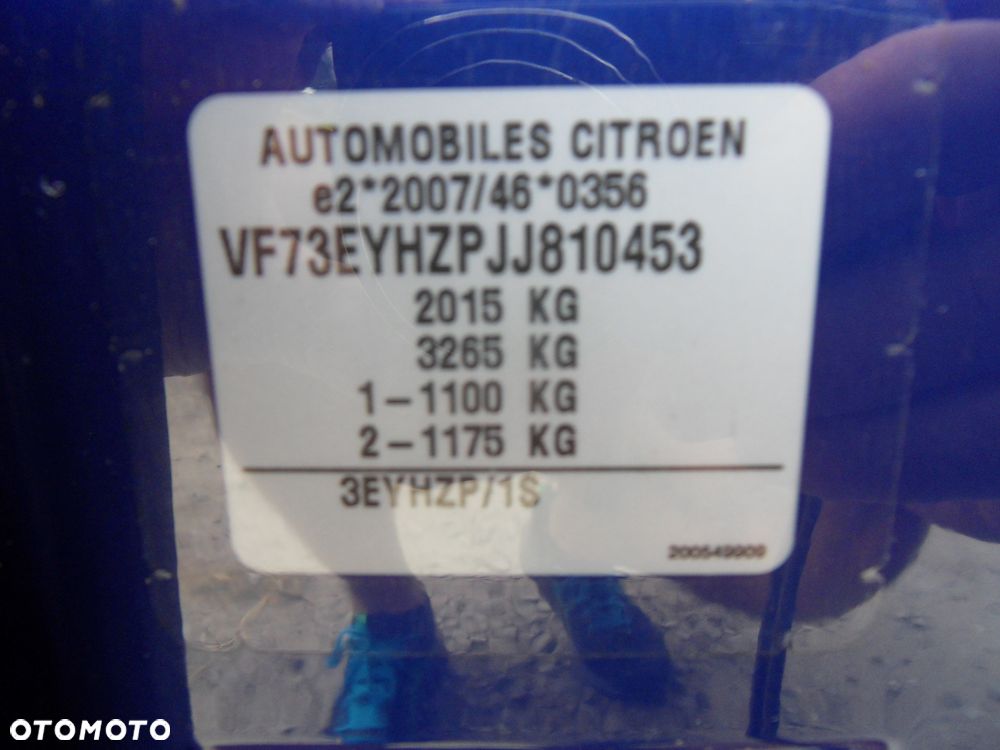 AUTOMOBILES CITROEN
e2*2007/46*0356
VF73EYHZPJJ810453
2015 KG
3265 KG
1-1100 KG
2-1175 KG
3EYHZP/1S
200549909
OTOMOTO